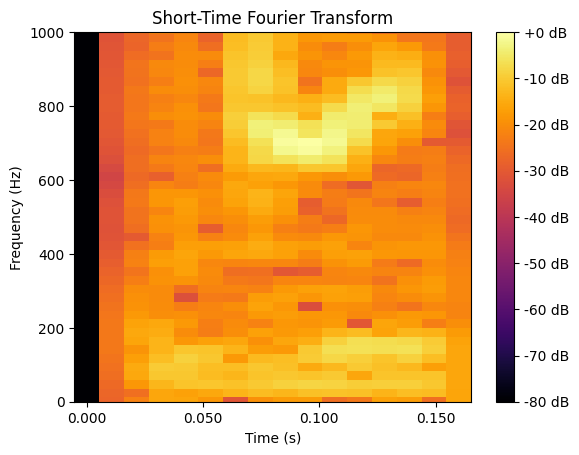 Short-Time Fourier Transform
1000
800
600
400
200
0
Frequency (Hz)
0.000
0.050
0.100
0.150
Time (s)
+0 dB
-10 dB
-20 dB
-30 dB
-40 dB
-50 dB
-60 dB
-70 dB
-80 dB